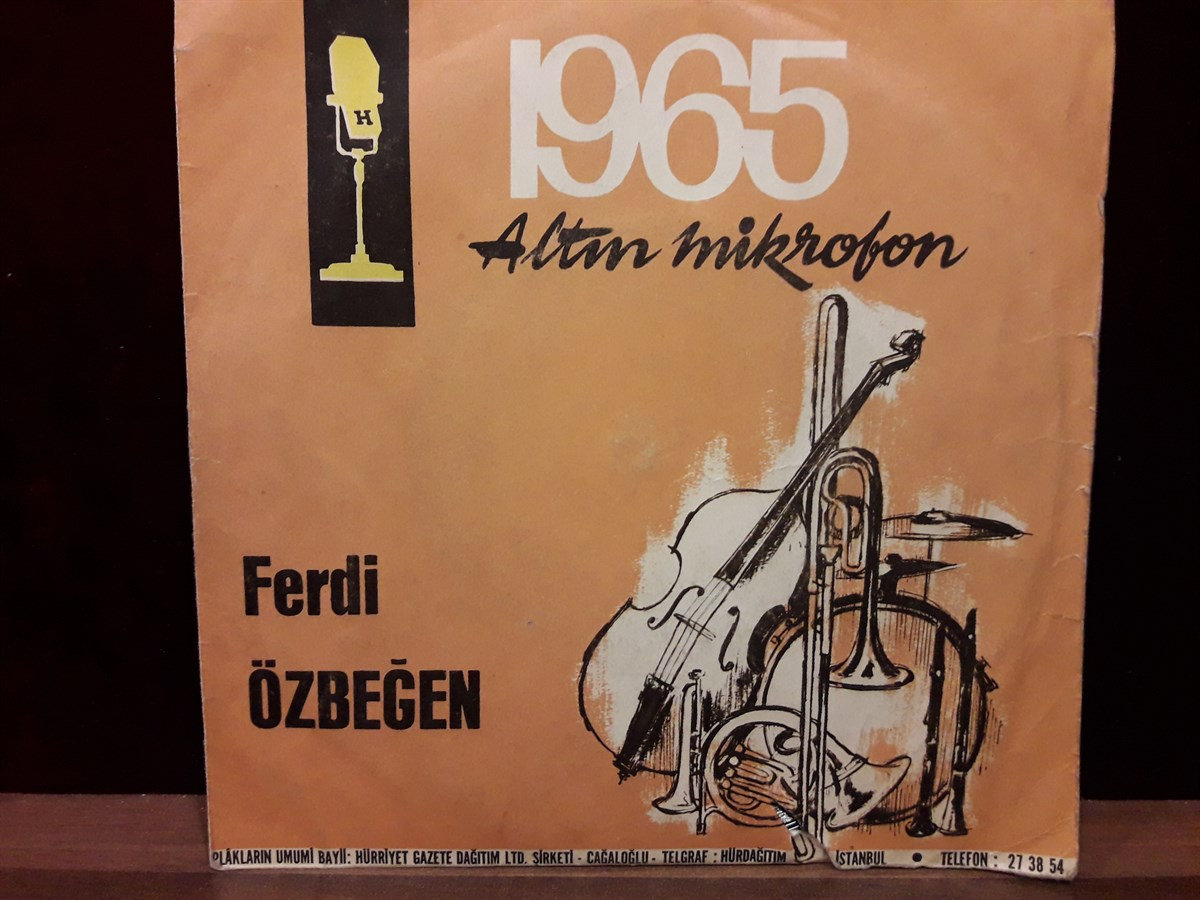 H
1965
Altın mikrofon
Ferdi
ÖZBEĞEN
PLÂKLARIN UMUMİ BAYİİ: HÜRRİYET GAZETE DAĞITIM LTD. ŞİRKETİ - CAĞALOĞLU - TELGRAF : HÜRDAĞITIM İSTANBUL ● TELEFON : 27 38 54